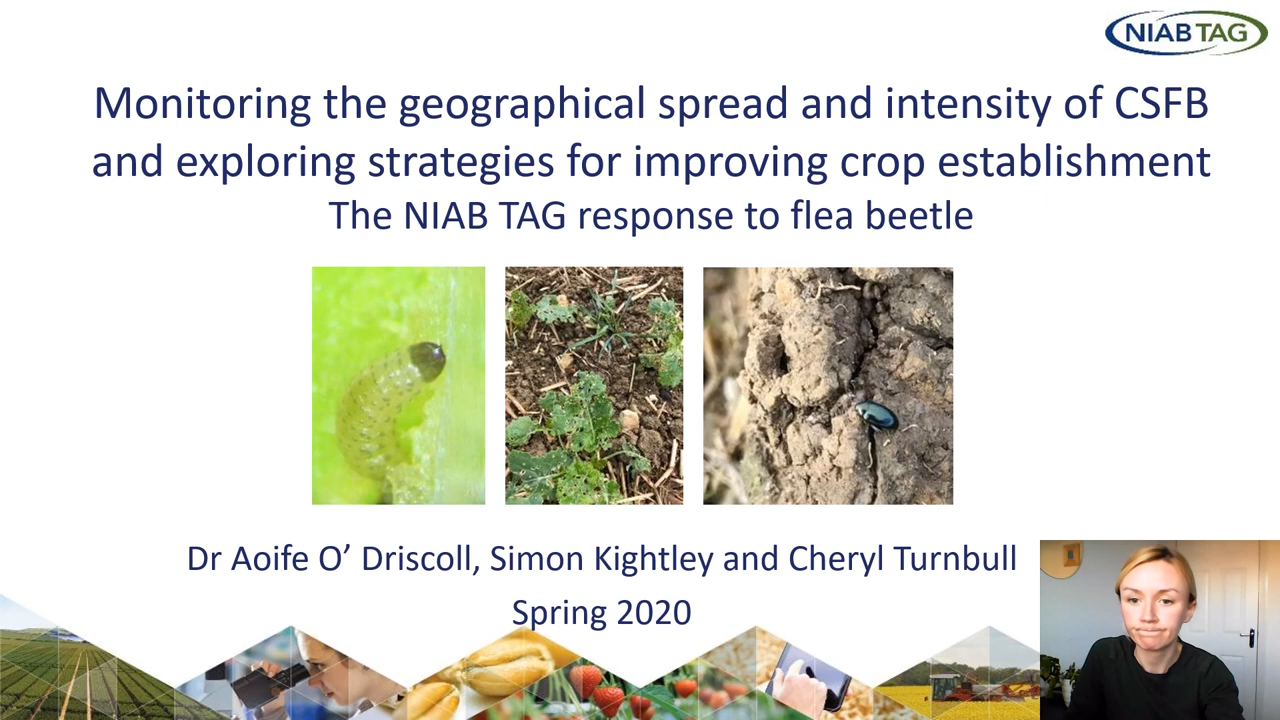 NIAB TAG
Monitoring the geographical spread and intensity of CSFB
and exploring strategies for improving crop establishment
The NIAB TAG response to flea beetle
Dr Aoife O’ Driscoll, Simon Kightley and Cheryl Turnbull
Spring 2020